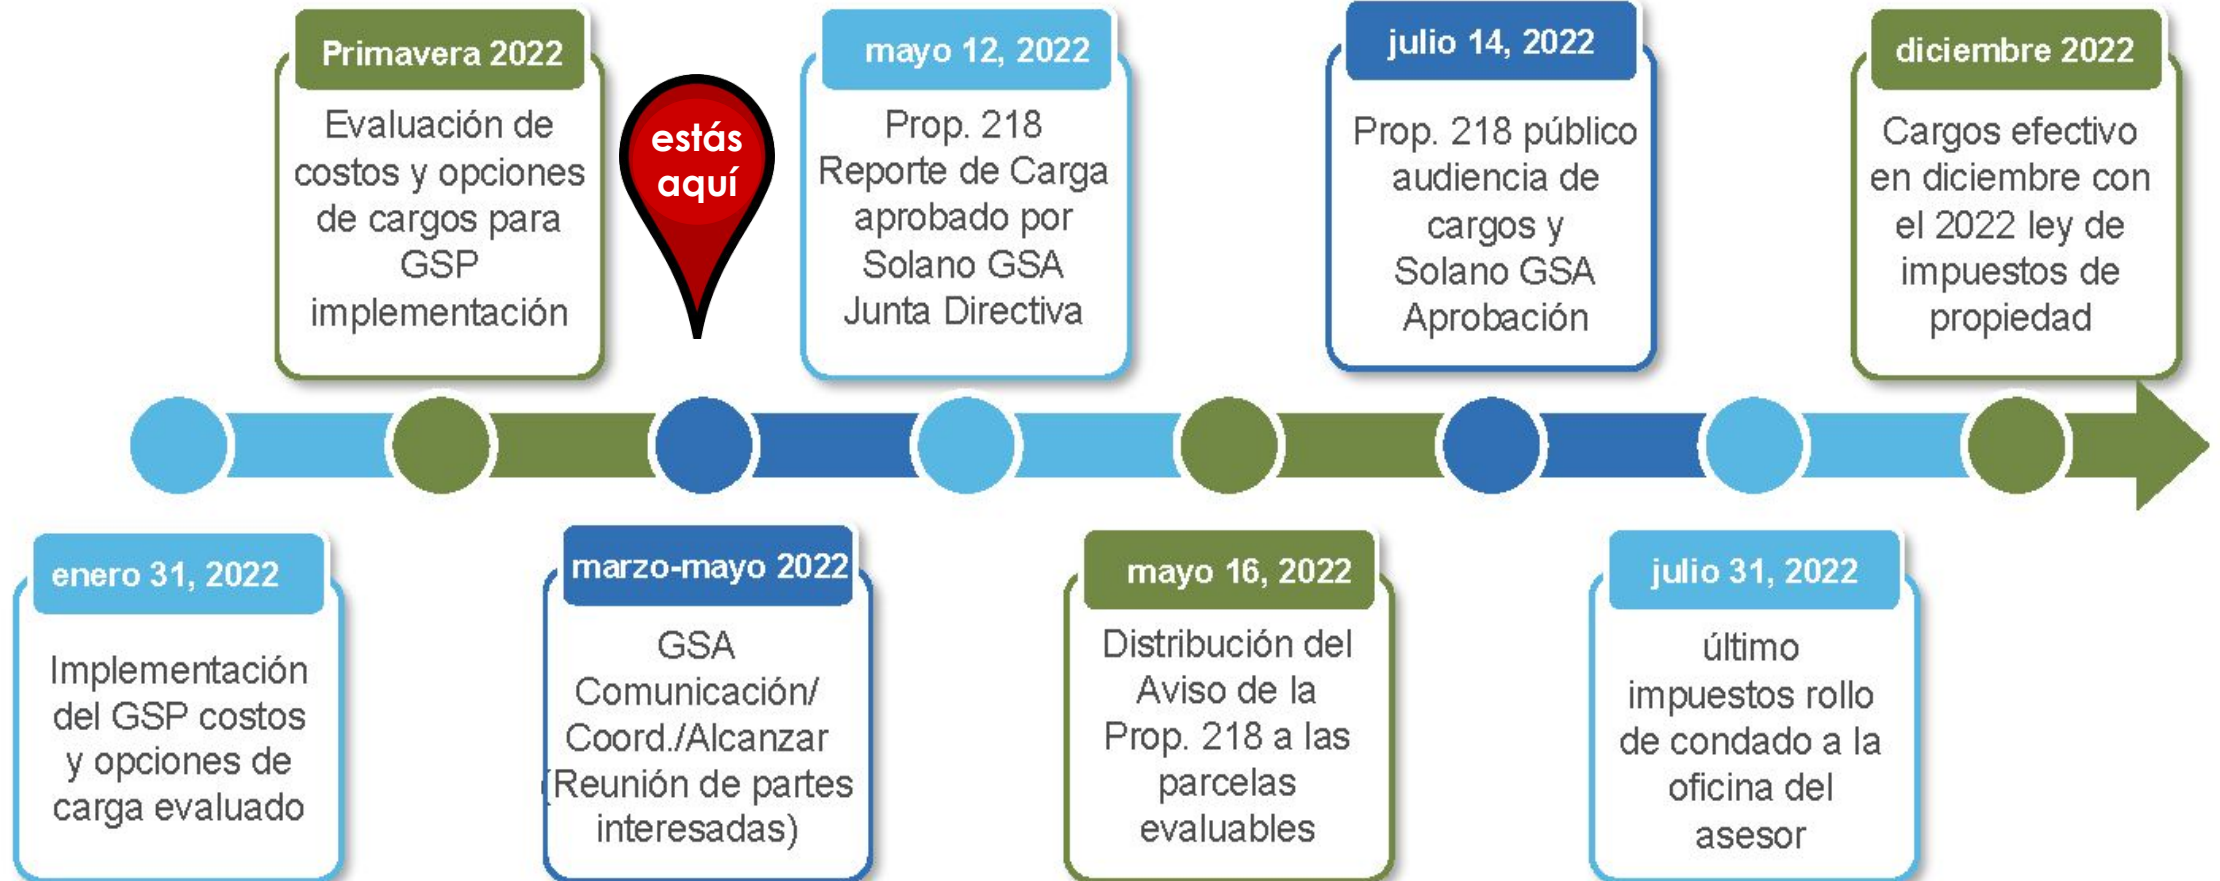 Primavera 2022
Evaluación de
costos y opciones
de cargos para
GSP
implementación
estás
aquí
mayo 12, 2022
Prop. 218
Reporte de Carga
aprobado por
Solano GSA
Junta Directiva
julio 14, 2022
Prop. 218 público
audiencia de
cargos y
Solano GSA
Aprobación
diciembre 2022
Cargos efectivo
en diciembre con
el 2022 ley de
impuestos de
propiedad
enero 31, 2022
Implementación
del GSP costos
y opciones de
carga evaluado
marzo-mayo 2022
GSA
Comunicación/
Coord./Alcanzar
(Reunión de partes
interesadas)
mayo 16, 2022
Distribución del
Aviso de la
Prop. 218 a las
parcelas
evaluables
julio 31, 2022
último
impuestos rollo
de condado a la
oficina del
asesor